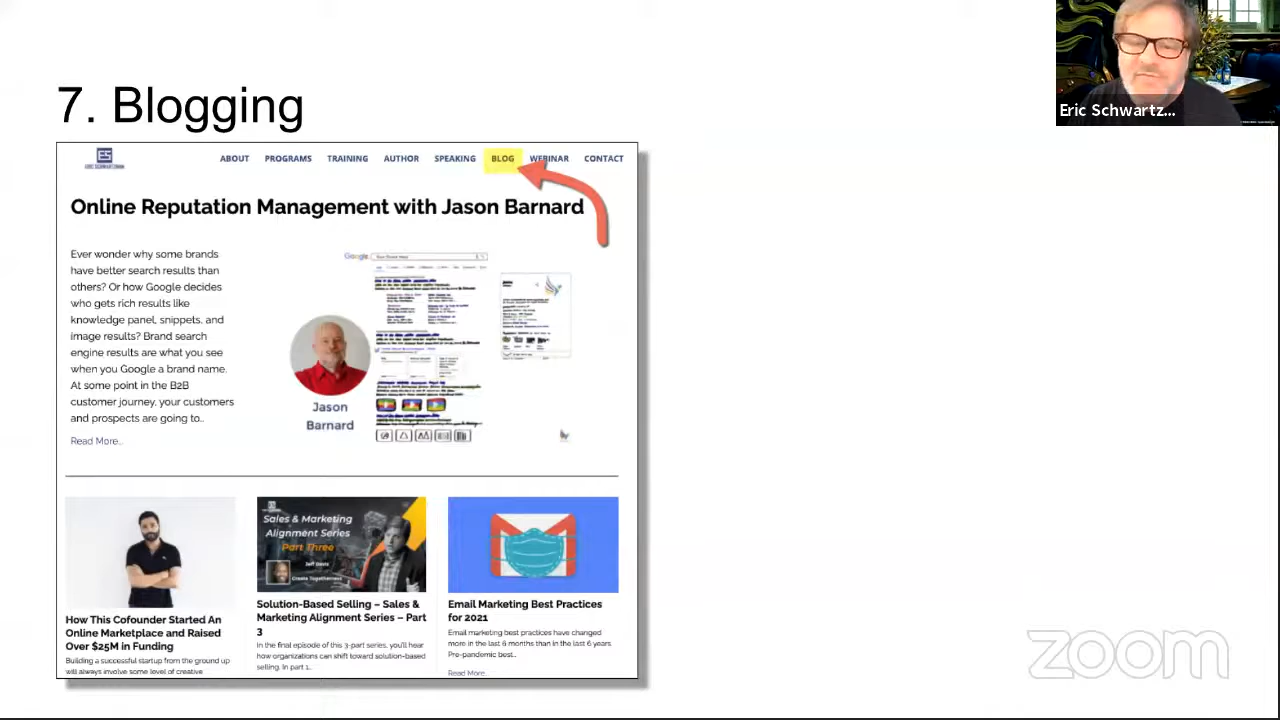 Eric Schwartz...
7. Blogging
ES
ABOUT PROGRAMS TRAINING AUTHOR SPEAKING BLOG WEBINAR CONTACT
Online Reputation Management with Jason Barnard
Ever wonder why some brands
have better search results than
others? Or how Google decides
who gets rich results like
knowledge panel, snippets, and
image results? Brand search
engine results are what you see
when you Google a brand name.
At some point in the B2B
customer journey, your customers
and prospects are going to..
Read More..
Google
Jason
Barnard
How This Cofounder Started An
Online Marketplace and Raised
Over $25M in Funding
Building a successful startup from the ground up
will always involve some level of creative
Sales & Marketing
Alignment Series
Part Three
Jeff Davis
Create Togetherness
Solution-Based Selling – Sales &
Marketing Alignment Series – Part
3
In the final episode of this 3-part series, you'll hear
how organizations can shift toward solution-based
selling. In part 1..
Email Marketing Best Practices
for 2021
Email marketing best practices have changed
more in the last 6 months than in the last 6 years.
Pre-pandemic best..
Read More..
zoom